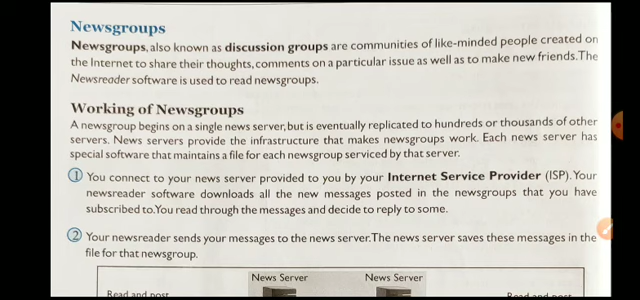 Newsgroups
Newsgroups, also known as discussion groups are communities of like-minded people created on
the Internet to share their thoughts, comments on a particular issue as well as to make new friends. The
Newsreader software is used to read newsgroups.
Working of Newsgroups
A newsgroup begins on a single news server, but is eventually replicated to hundreds or thousands of other
servers. News servers provide the infrastructure that makes newsgroups work. Each news server has
special software that maintains a file for each newsgroup serviced by that server.
1 You connect to your news server provided to you by your Internet Service Provider (ISP). Your
newsreader software downloads all the new messages posted in the newsgroups that you have
subscribed to. You read through the messages and decide to reply to some.
2 Your newsreader sends your messages to the news server. The news server saves these messages in the
file for that newsgroup.
News Server News Server
Read and post Read and post